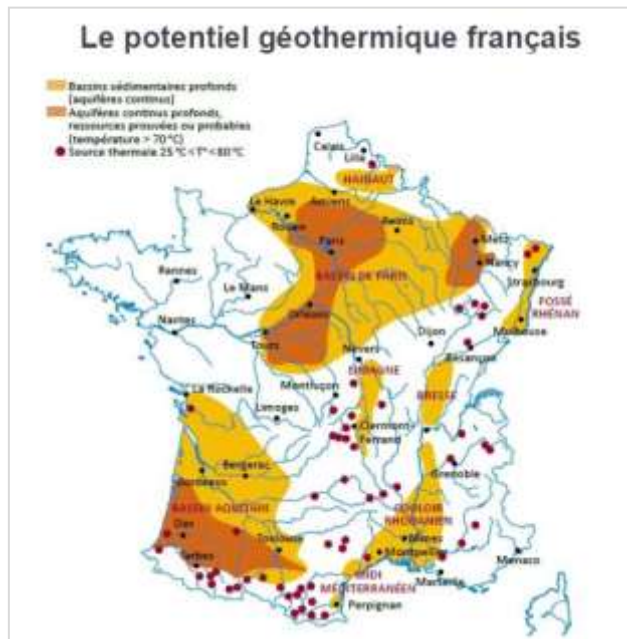 Le potentiel géothermique français
Bassins sédimentaires profonds
(aquifères continus)
Aquifères continus profonds,
ressources prouvées ou probables
(température > 70 °C)
Source thermale 25 °C < T° < 80 °C
Calais
Lille
HAINAUT
Le Havre
Amiens
Rouen
Reims
Paris
Metz
Nancy
BASSIN DE PARIS
Strasbourg
Rennes
Le Mans
FOSSÉ
RHÉNAN
Orléans
Nantes
Tours
Dijon
Mulhouse
Besançon
Nevers
LIMAGNE
La Rochelle
Montluçon
BRESSE
Limoges
Clermont-
Ferrand
Bergerac
Grenoble
Bordeaux
COULOIR
RHODANIEN
BASSIN AQUITAIN
Dax
Toulouse
Nîmes
Montpellier
Monaco
Tarbes
MIDI
MÉDITERRANÉEN
Marseille
Perpignan